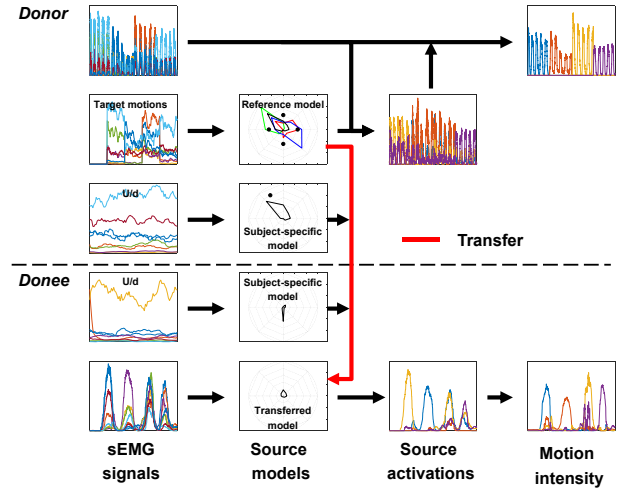 Donor
Target motions
Reference model
U/d
Subject-specific
model
Transfer
Donee
U/d
Subject-specific
model
Transferred
model
sEMG
signals
Source
models
Source
activations
Motion
intensity